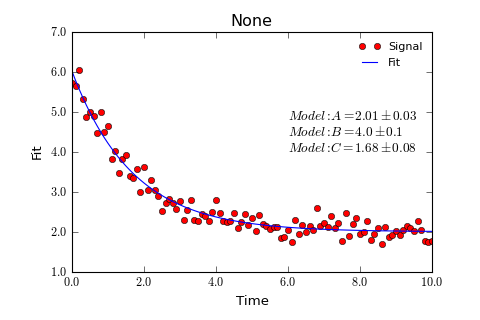 None
7.0
6.0
5.0
4.0
3.0
2.0
1.0
Fit
Signal
Fit
Model:A=2.01±0.03
Model:B=4.0±0.1
Model:C=1.68±0.08
0.0 2.0 4.0 6.0 8.0 10.0
Time